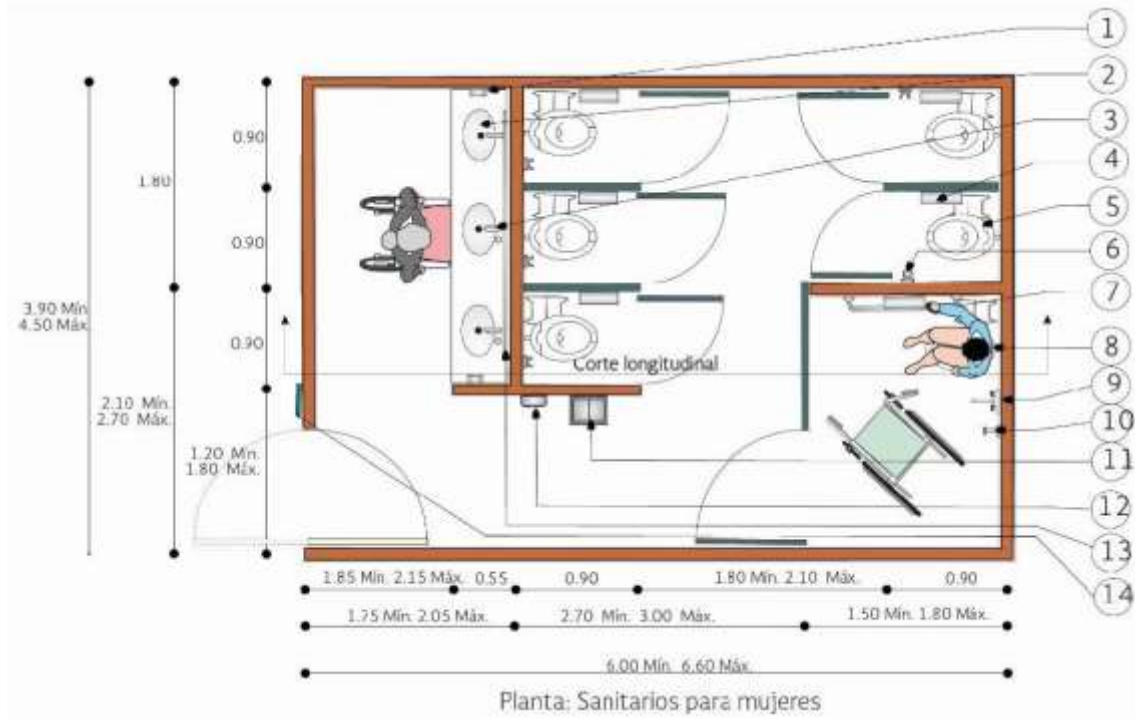 1
2
3
4
5
6
7
8
9
10
11
12
13
14
0.90
1.80
0.90
3.90 Mín
4.50 Máx.
0.90
2.10 Mín.
2.70 Máx.
1.20 Mín.
1.80 Máx.
Corte longitudinal
1.85 Mín. 2.15 Máx. 0.55 0.90 1.80 Mín. 2.10 Máx. 0.90
1.75 Mín. 2.05 Máx. 2.70 Mín. 3.00 Máx. 1.50 Mín. 1.80 Máx.
6.00 Mín. 6.60 Máx.
Planta: Sanitarios para mujeres